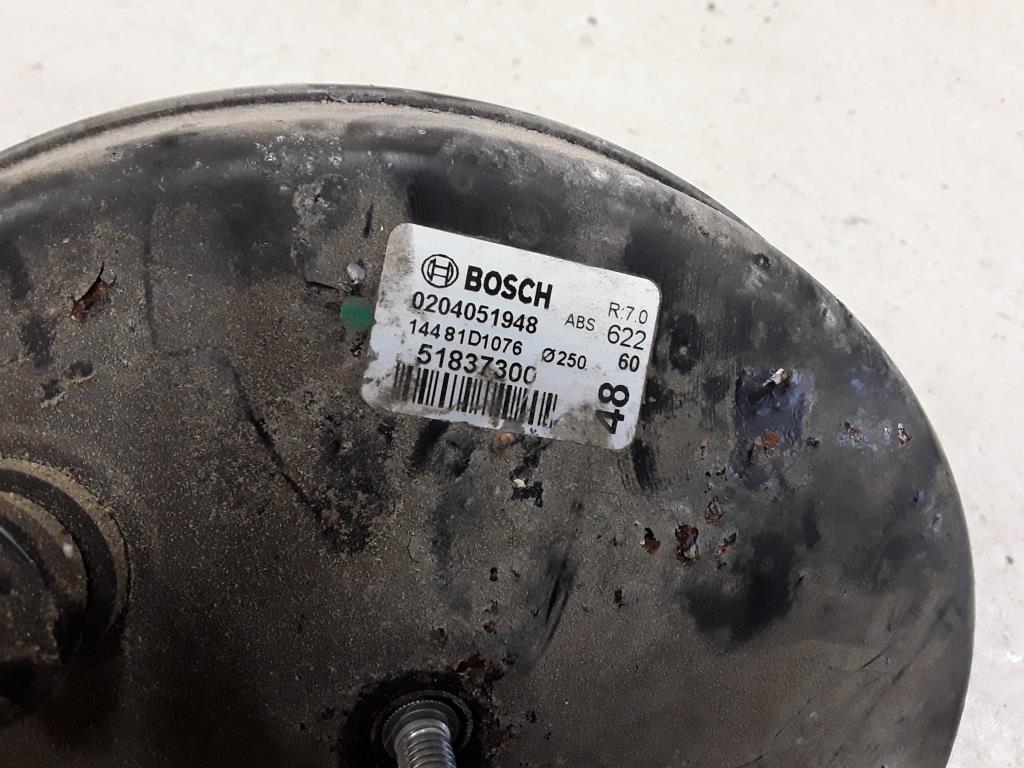 BOSCH R:7.0
0204051948 ABS 622
14481D1076 Ø250 60
51837300
48